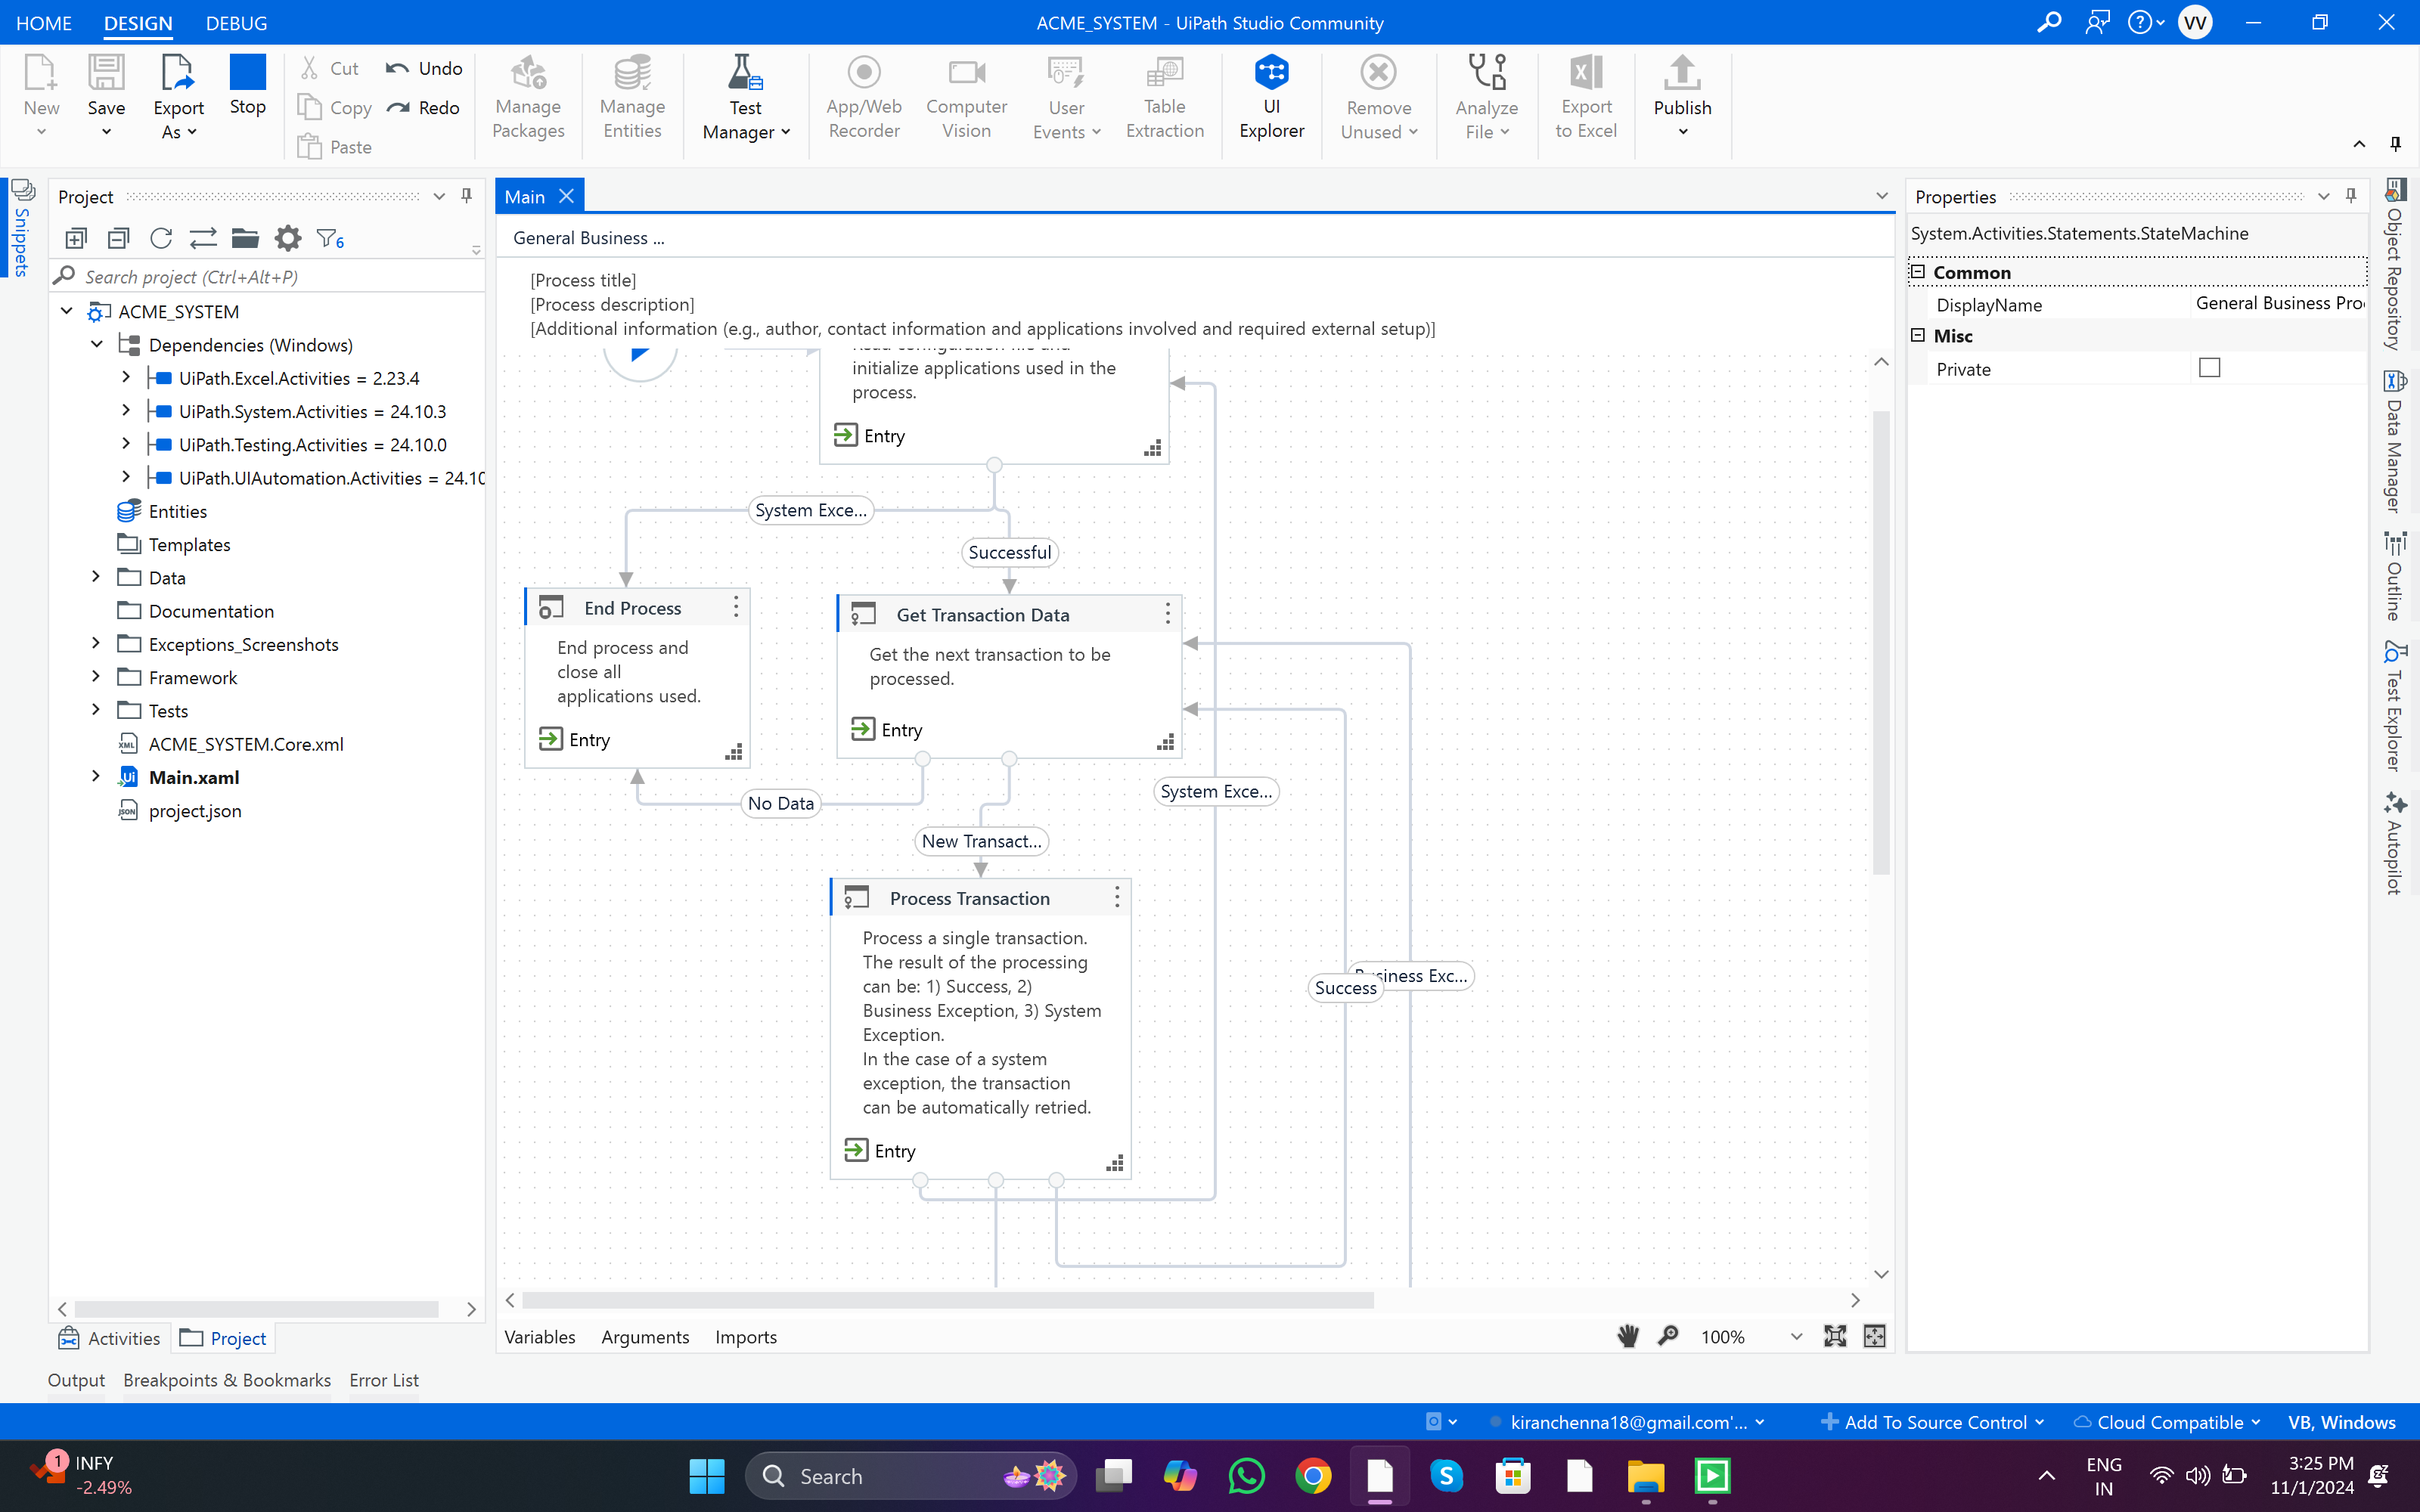 HOME DESIGN DEBUG
ACME_SYSTEM - UiPath Studio Community
VV
New
Save
Export As
Stop
Cut
Copy
Paste
Undo
Redo
Manage Packages
Manage Entities
Test Manager
App/Web Recorder
Computer Vision
User Events
Table Extraction
UI Explorer
Remove Unused
Analyze File
Export to Excel
Publish
Snippets
Project
6
Search project (Ctrl+Alt+P)
ACME_SYSTEM
Dependencies (Windows)
UiPath.Excel.Activities = 2.23.4
UiPath.System.Activities = 24.10.3
UiPath.Testing.Activities = 24.10.0
UiPath.UIAutomation.Activities = 24.10
Entities
Templates
Data
Documentation
Exceptions_Screenshots
Framework
Tests
ACME_SYSTEM.Core.xml
Main.xaml
project.json
Activities Project
Main
General Business ...
[Process title]
[Process description]
[Additional information (e.g., author, contact information and applications involved and required external setup)]
initialize applications used in the
process.
Entry
System Exce...
Successful
End Process
End process and
close all
applications used.
Entry
Get Transaction Data
Get the next transaction to be
processed.
Entry
No Data
System Exce...
New Transact...
Process Transaction
Process a single transaction.
The result of the processing
can be: 1) Success, 2)
Business Exception, 3) System
Exception.
In the case of a system
exception, the transaction
can be automatically retried.
Entry
Business Exc...
Success
Variables Arguments Imports
100%
Properties
System.Activities.Statements.StateMachine
Common
DisplayName General Business Pro
Misc
Private
Object Repository
Data Manager
Outline
Test Explorer
Autopilot
Output Breakpoints & Bookmarks Error List
kiranchenna18@gmail.com'... Add To Source Control Cloud Compatible VB, Windows
1
INFY
-2.49%
Search
ENG
IN
3:25 PM
11/1/2024